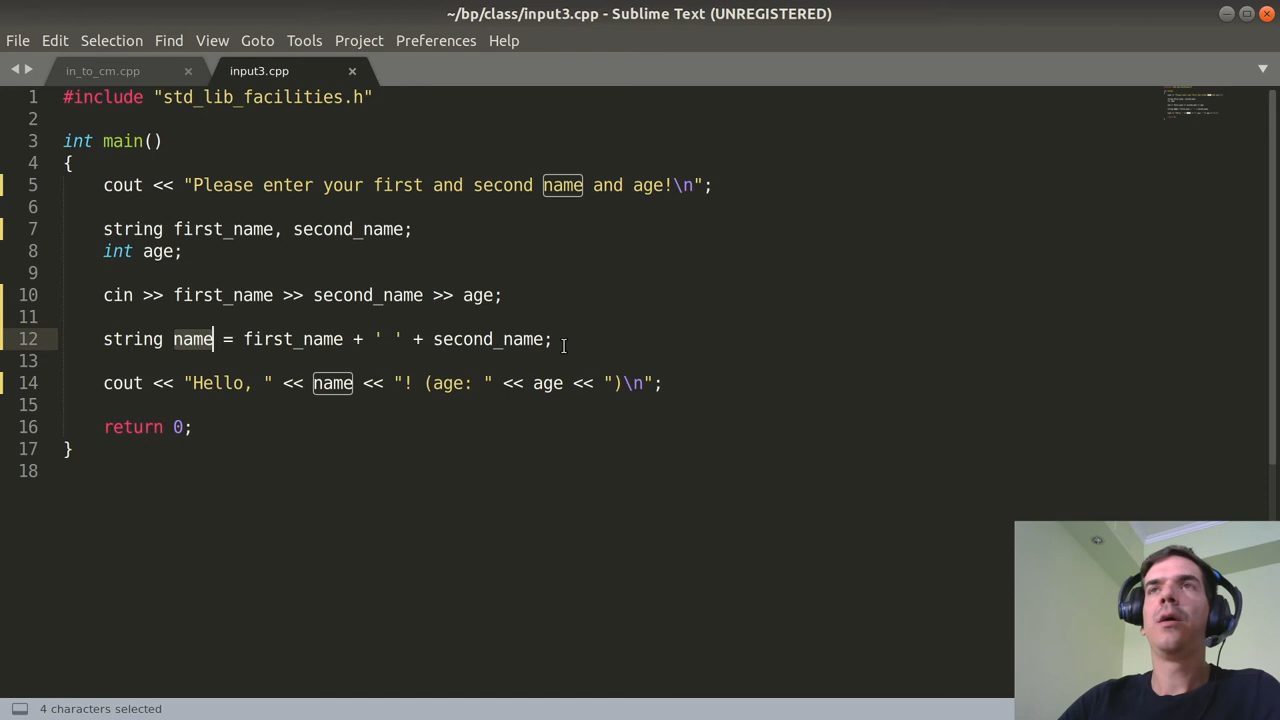 ~/bp/class/input3.cpp - Sublime Text (UNREGISTERED)
File Edit Selection Find View Goto Tools Project Preferences Help
in_to_cm.cpp input3.cpp
1 #include "std_lib_facilities.h"
2
3 int main()
4 {
5 cout << "Please enter your first and second name and age!\n";
6
7 string first_name, second_name;
8 int age;
9
10 cin >> first_name >> second_name >> age;
11
12 string name = first_name + ' ' + second_name;
13
14 cout << "Hello, " << name << "! (age: " << age << ")\n";
15
16 return 0;
17 }
18
4 characters selected